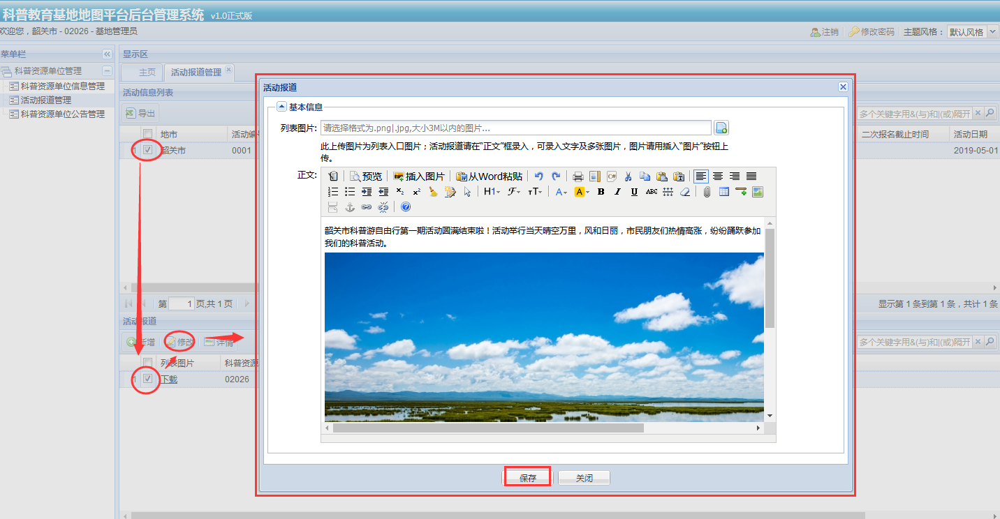 科普教育基地地图平台后台管理系统 v1.0正式版
欢迎您，韶关市 - 02026 - 基地管理员
注销 修改密码 主题风格： 默认风格
菜单栏
科普资源单位管理
科普资源单位信息管理
活动报道管理
科普资源单位公告管理
显示区
主页 活动报道管理
活动信息列表
导出 多个关键字用&(与)和|(或)隔开
地市 活动编 二次报名截止时间 活动日期
1 韶关市 0001 2019-05-01
第 1 页,共 1 页 显示第 1 条到第 1 条，共计 1 条
活动报道
新增 修改 详情 多个关键字用&(与)和|(或)隔开
列表图片 科普资源
1 下载 02026
活动报道
基本信息
列表图片: 请选择格式为.png|.jpg,大小3M以内的图片...
此上传图片为列表入口图片；活动报道请在“正文”框录入，可录入文字及多张图片，图片请用插入“图片”按钮上
传。
正文:
预览 插入图片 从Word粘贴 C#
H1 F TT A A B I U ABC
韶关市科普游自由行第一期活动圆满结束啦！活动举行当天晴空万里，风和日丽，市民朋友们热情高涨，纷纷踊跃参加
我们的科普活动。
保存 关闭